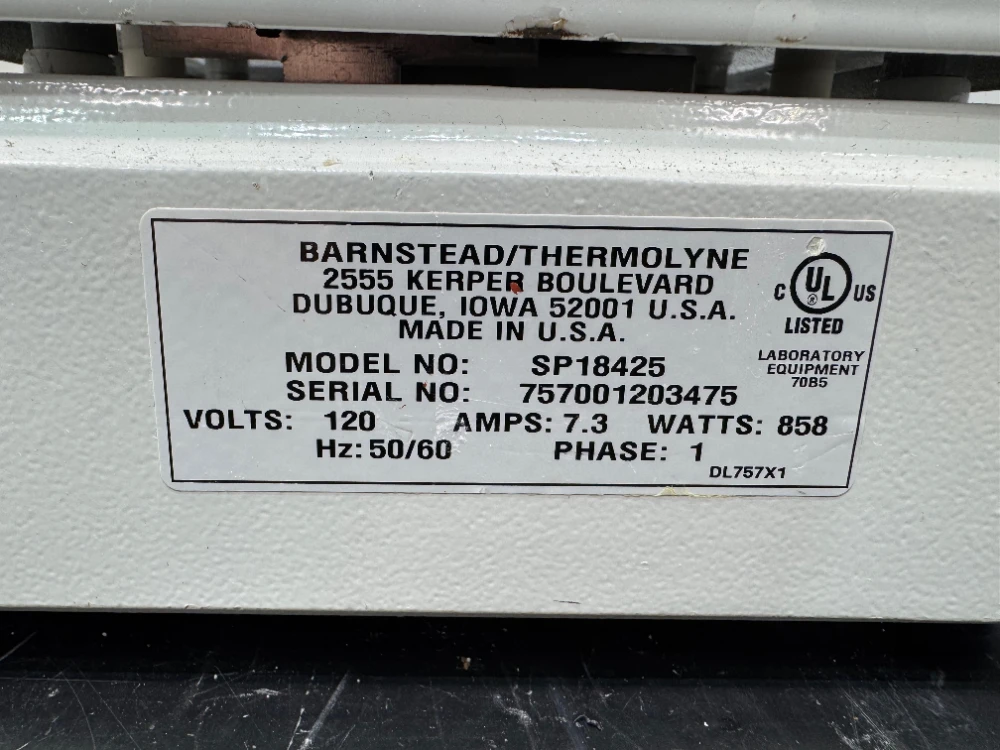 BARNSTEAD/THERMOLYNE
2555 KERPER BOULEVARD
DUBUQUE, IOWA 52001 U.S.A.
MADE IN U.S.A.
C UL® US
LISTED
LABORATORY
EQUIPMENT
70B5
MODEL NO: SP18425
SERIAL NO: 757001203475
VOLTS: 120 AMPS: 7.3 WATTS: 858
Hz: 50/60 PHASE: 1
DL757X1